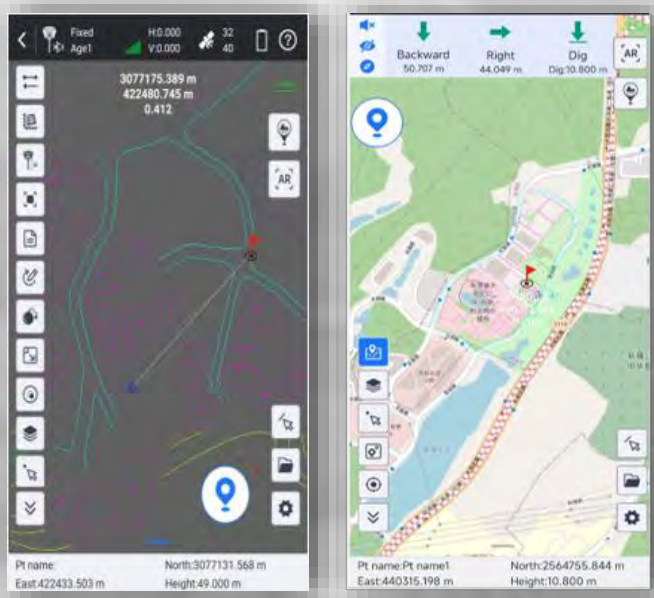 Fixed
Age1
H:0.000
V:0.000
32
40
3077175.389 m
422480.745 m
0.412
AR
Pt name:
North:3077131.568 m
East:422433.503 m
Height:49.000 m
Backward
50.707 m
Right
44.049 m
Dig
Dig:10.800 m
AR
Pt name:Pt name1
North:2564755.844 m
East:440315.198 m
Height:10.800 m